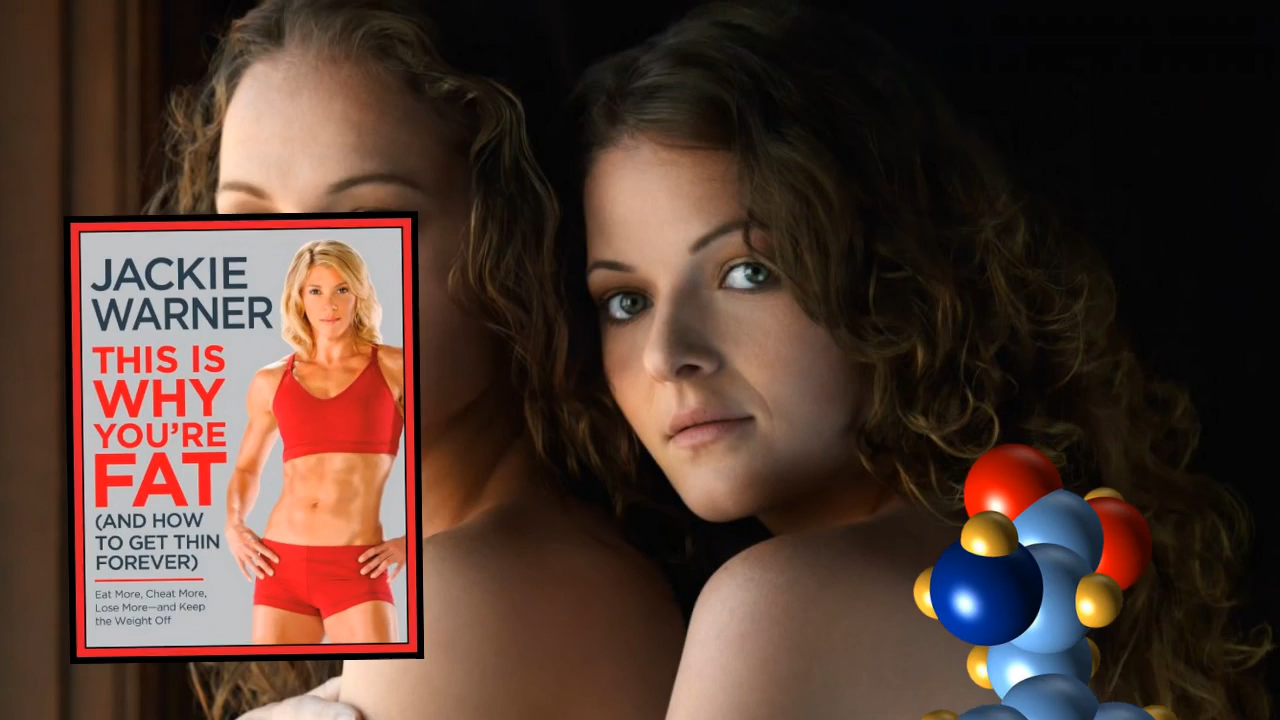 JACKIE
WARNER
THIS IS
WHY
YOU'RE
FAT
(AND HOW
TO GET THIN
FOREVER)
Eat More, Cheat More,
Lose More—and Keep
the Weight Off